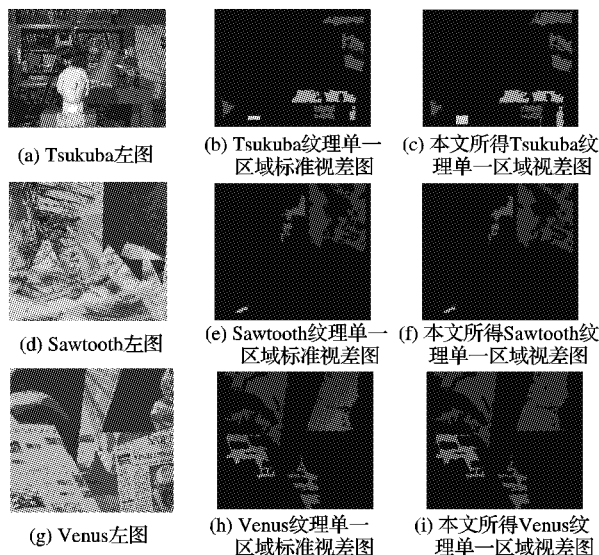 (a) Tsukuba左图
(b) Tsukuba纹理单一
区域标准视差图
(c) 本文所得Tsukuba纹
理单一区域视差图
(d) Sawtooth左图
(e) Sawtooth纹理单一
区域标准视差图
(f) 本文所得Sawtooth纹
理单一区域视差图
(g) Venus左图
(h) Venus纹理单一
区域标准视差图
(i) 本文所得Venus纹
理单一区域视差图